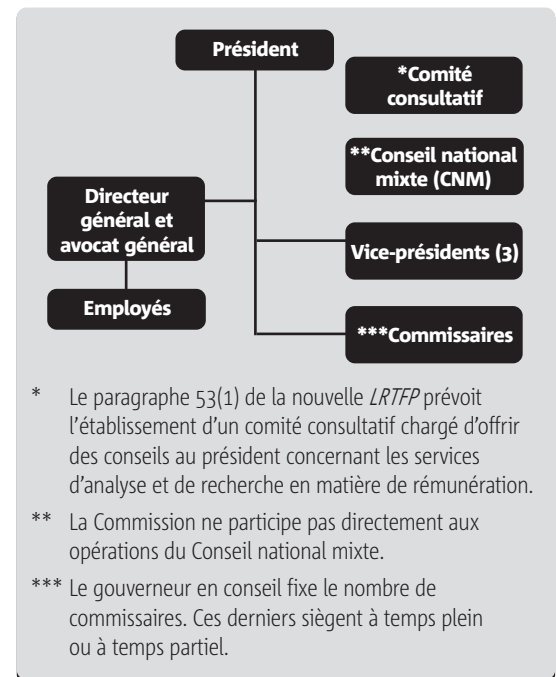 Président
*Comité
consultatif
**Conseil national
mixte (CNM)
Directeur
général et
avocat général
Vice-présidents (3)
Employés
***Commissaires
* Le paragraphe 53(1) de la nouvelle LRTFP prévoit
l'établissement d'un comité consultatif chargé d'offrir
des conseils au président concernant les services
d'analyse et de recherche en matière de rémunération.
** La Commission ne participe pas directement aux
opérations du Conseil national mixte.
*** Le gouverneur en conseil fixe le nombre de
commissaires. Ces derniers siègent à temps plein
ou à temps partiel.